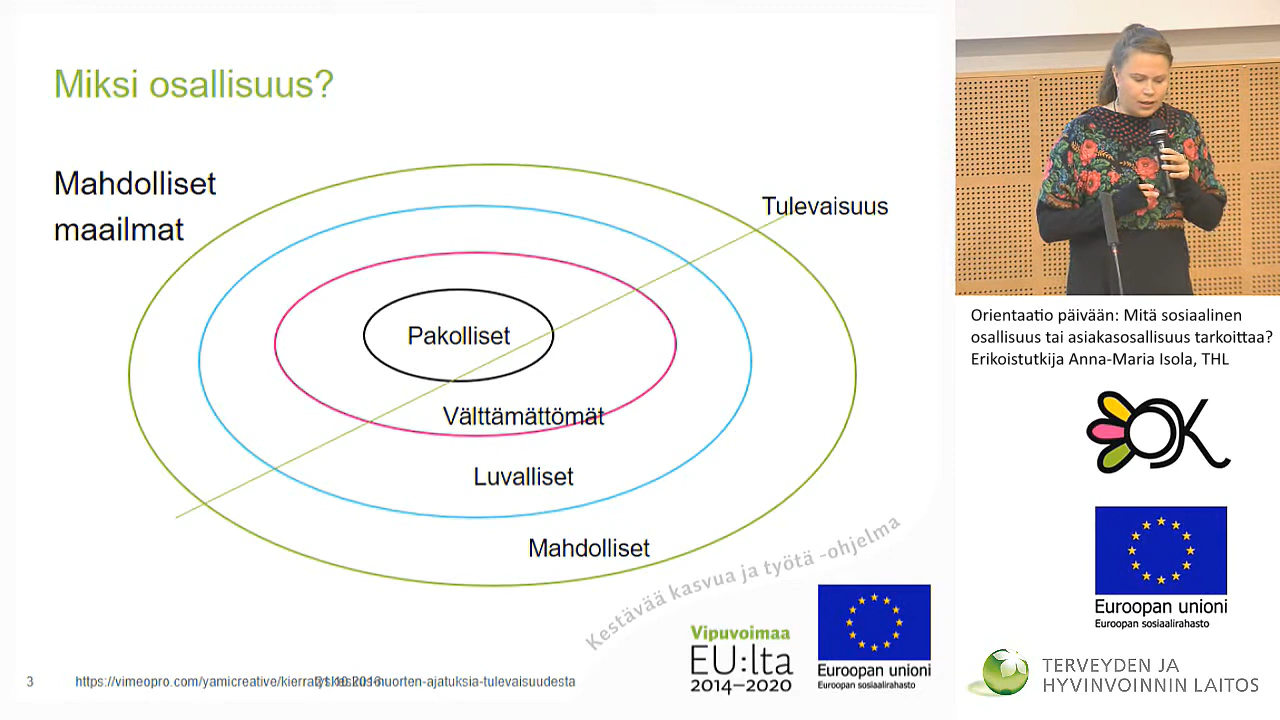 Miksi osallisuus?
Mahdolliset
maailmat
Tulevaisuus
Pakolliset
Välttämättömät
Luvalliset
Mahdolliset
Kestävää kasvua ja työtä -ohjelma
Vipuvoimaa
EU:lta
2014–2020
Euroopan unioni
Euroopan sosiaalirahasto
3
Orientaatio päivään: Mitä sosiaalinen
osallisuus tai asiakasosallisuus tarkoittaa?
Erikoistutkija Anna-Maria Isola, THL
OK
Euroopan unioni
Euroopan sosiaalirahasto
TERVEYDEN JA
HYVINVOINNIN LAITOS